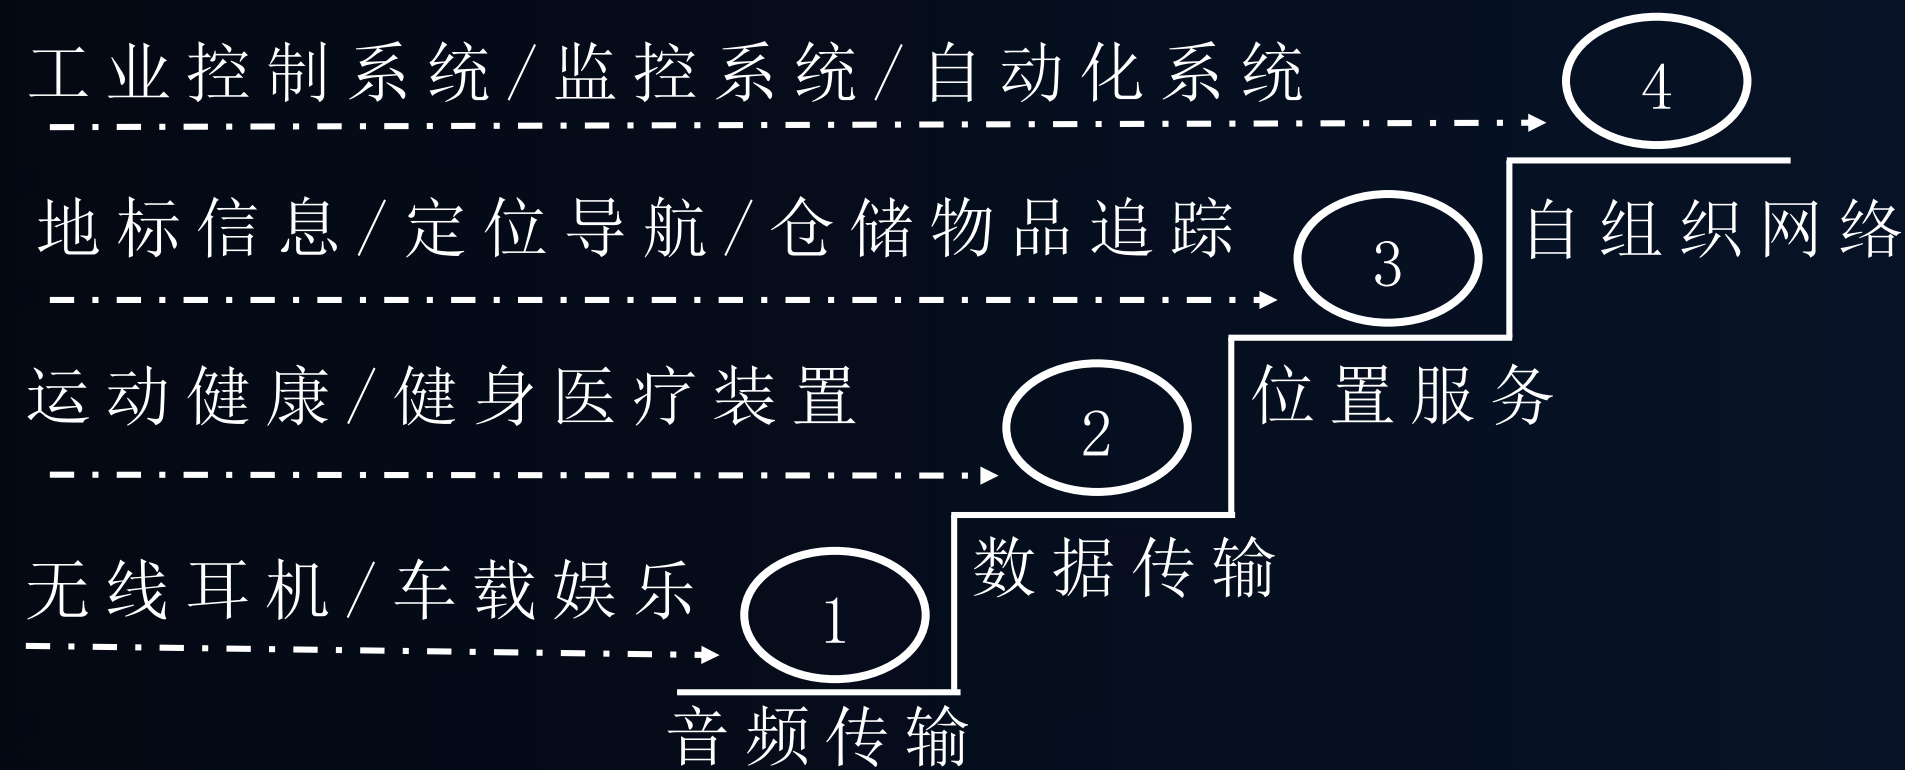 工业控制系统/监控系统/自动化系统
4
地标信息/定位导航/仓储物品追踪
3
自组织网络
运动健康/健身医疗装置
2
位置服务
无线耳机/车载娱乐
1
数据传输
音频传输